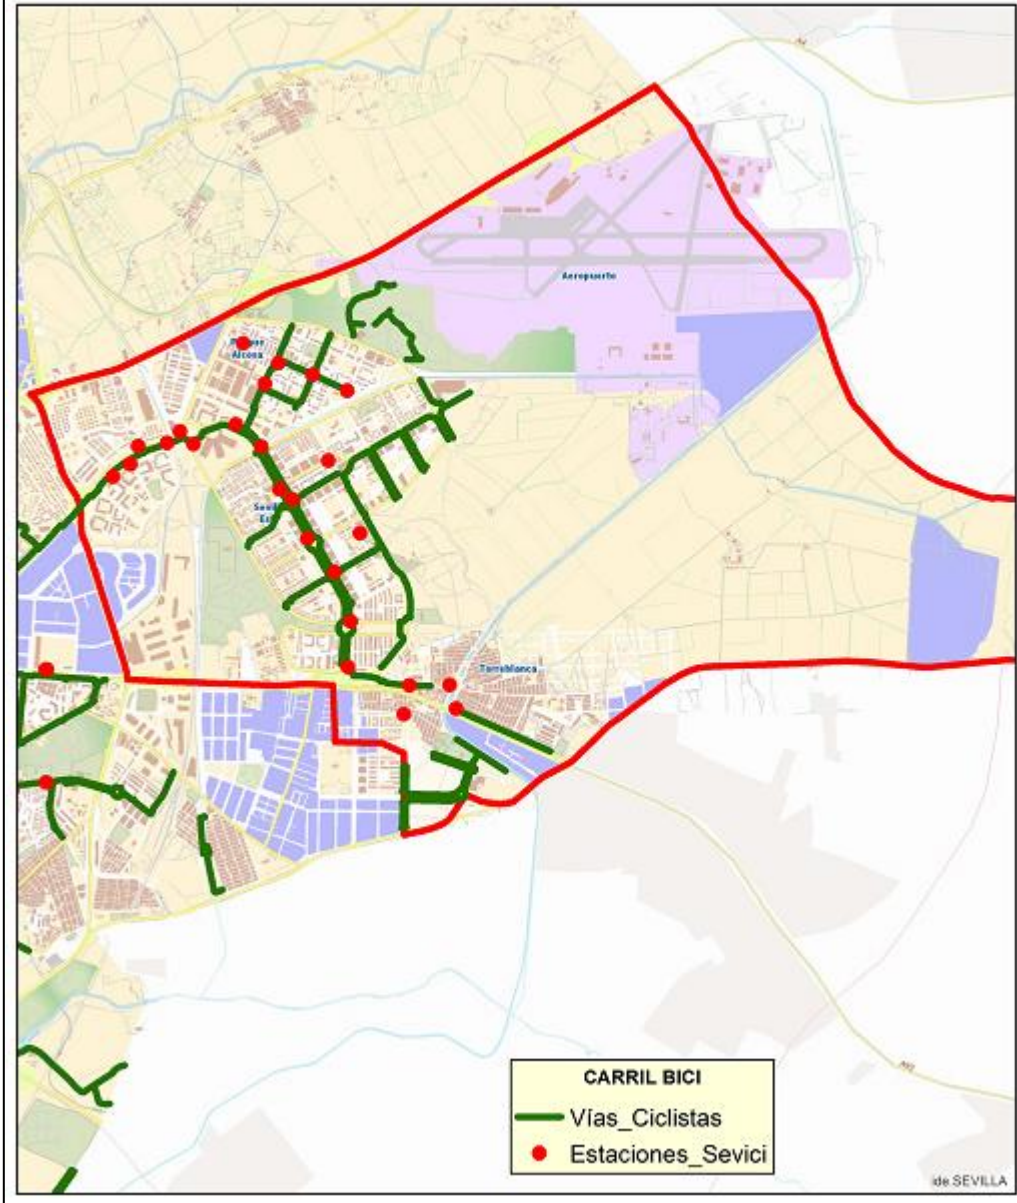 Aeropuerto
Alcosa
Torreblanca
CARRIL BICI
Vías_Ciclistas
Estaciones_Sevici
ide.SEVILLA